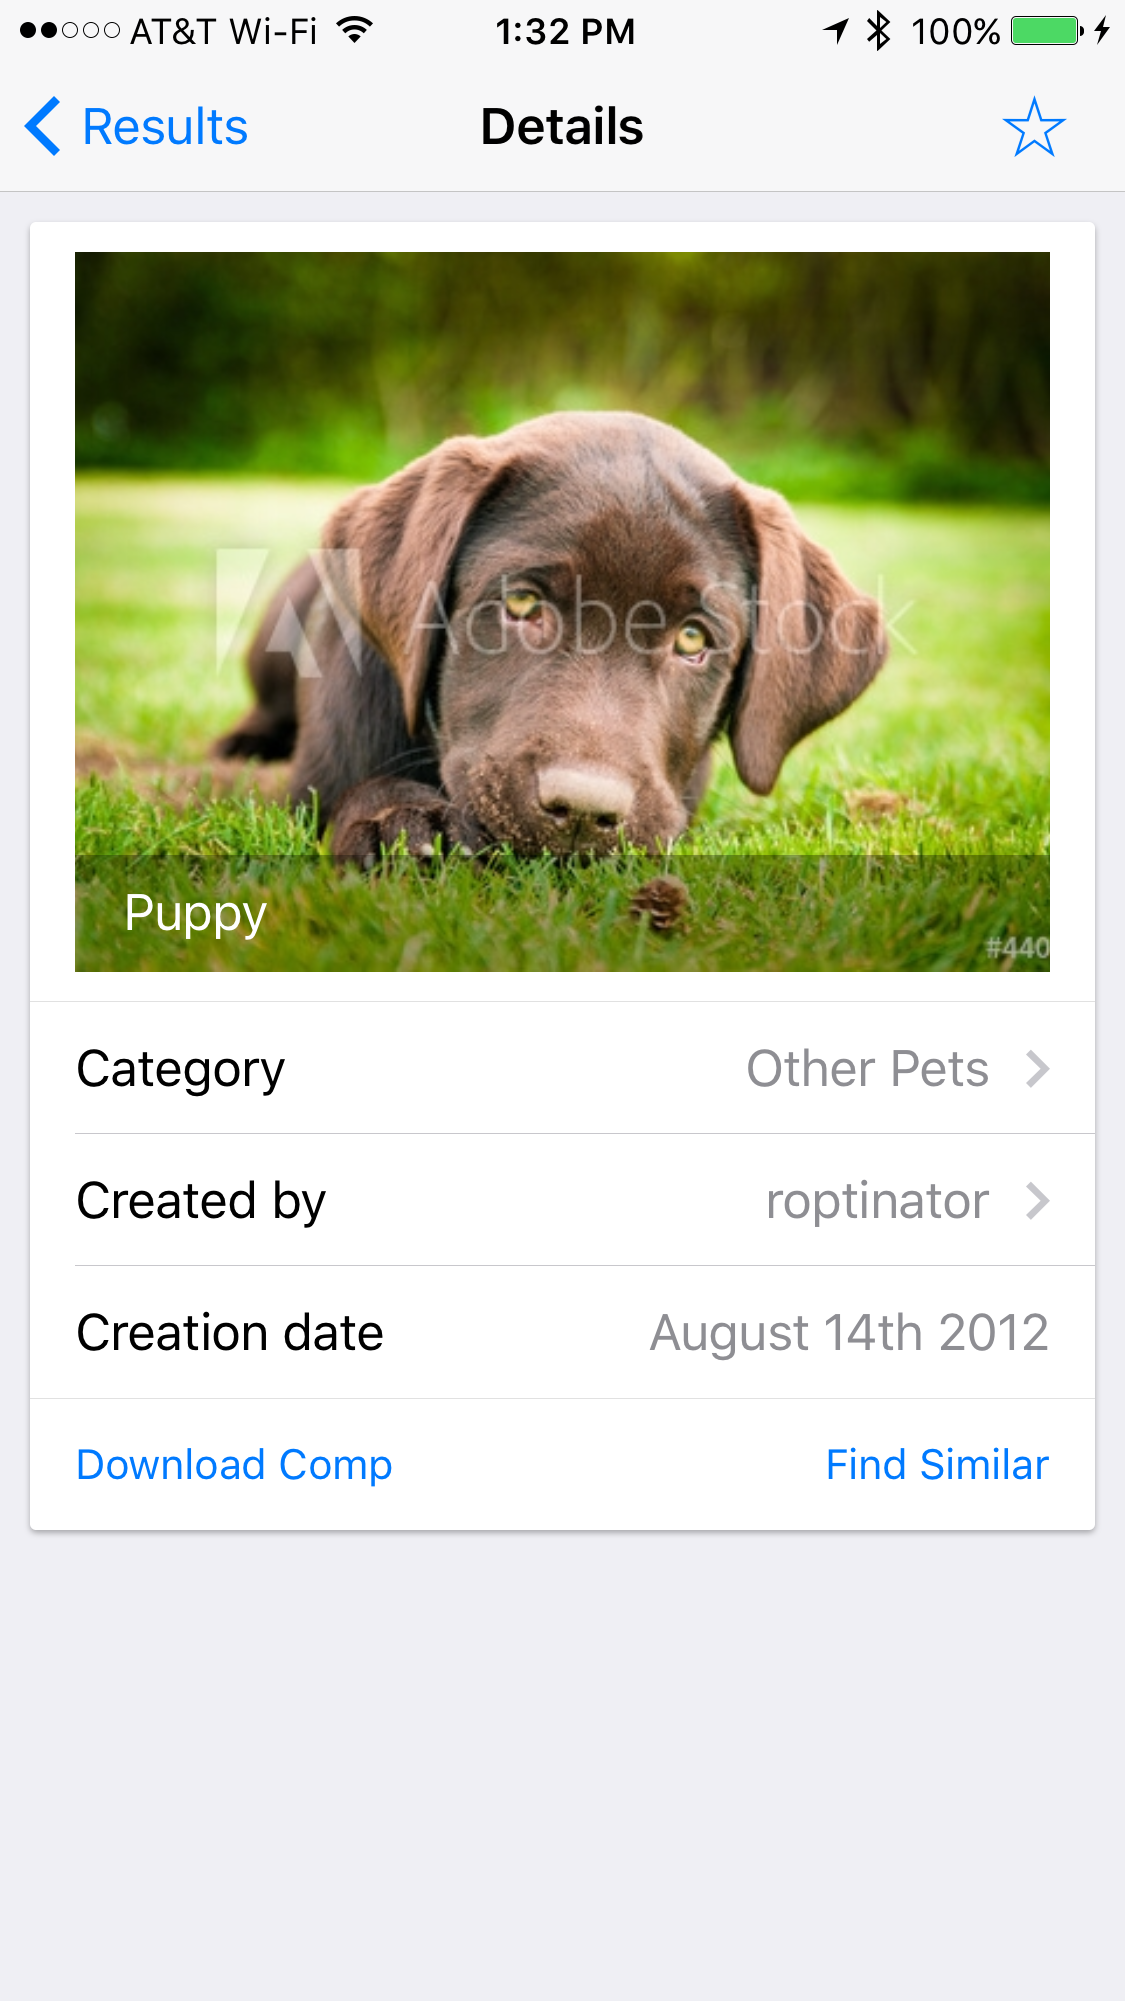 AT&T Wi-Fi 1:32 PM 100%
Results Details
Adobe Stock
Puppy
#440
Category Other Pets
Created by roptinator
Creation date August 14th 2012
Download Comp Find Similar